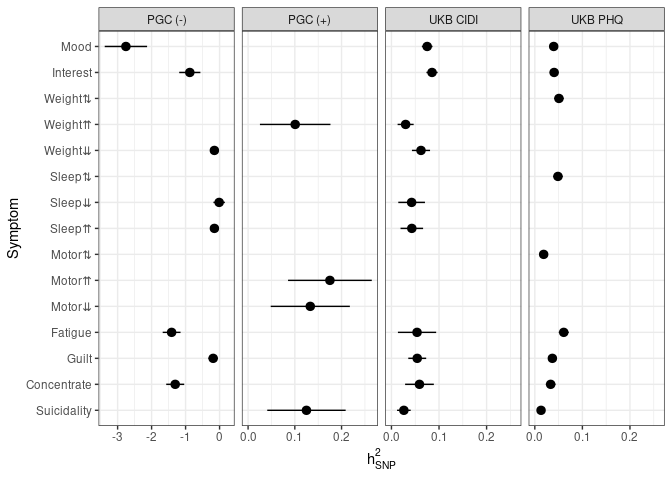 PGC (-) PGC (+) UKB CIDI UKB PHQ
Symptom
Mood
Interest
Weight⇅
Weight⇈
Weight⇊
Sleep⇅
Sleep⇊
Sleep⇈
Motor⇅
Motor⇈
Motor⇊
Fatigue
Guilt
Concentrate
Suicidality
-3 -2 -1 0 0.0 0.1 0.2 0.0 0.1 0.2 0.0 0.1 0.2
h²SNP